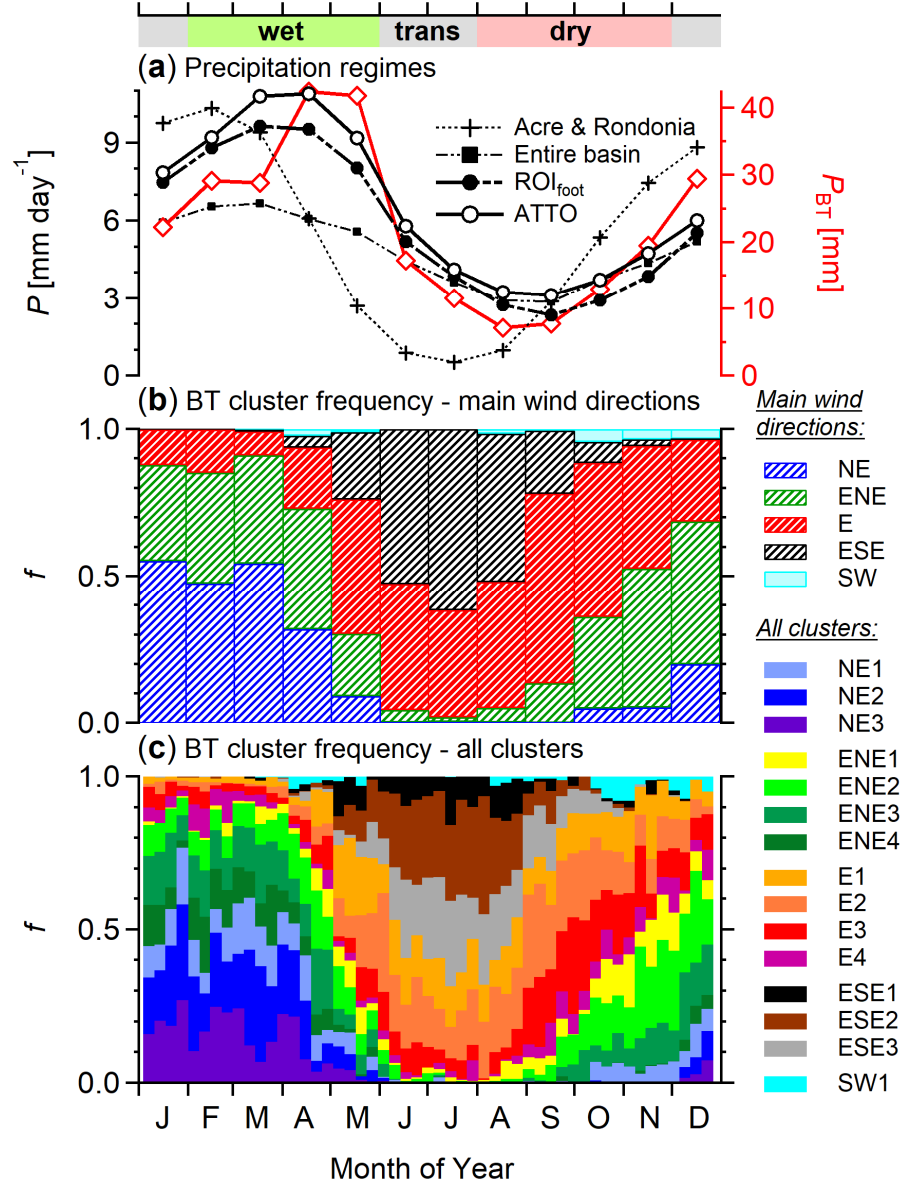 wet trans dry
(a) Precipitation regimes
P [mm day⁻¹]
9
6
3
0
Acre & Rondonia
Entire basin
ROIfoot
ATTO
40
30
20
10
0
PBT [mm]
(b) BT cluster frequency - main wind directions
f
1.0
0.5
0.0
Main wind
directions:
NE
ENE
E
ESE
SW
All clusters:
NE1
NE2
NE3
ENE1
ENE2
ENE3
ENE4
E1
E2
E3
E4
ESE1
ESE2
ESE3
SW1
(c) BT cluster frequency - all clusters
f
1.0
0.5
0.0
J F M A M J J A S O N D
Month of Year